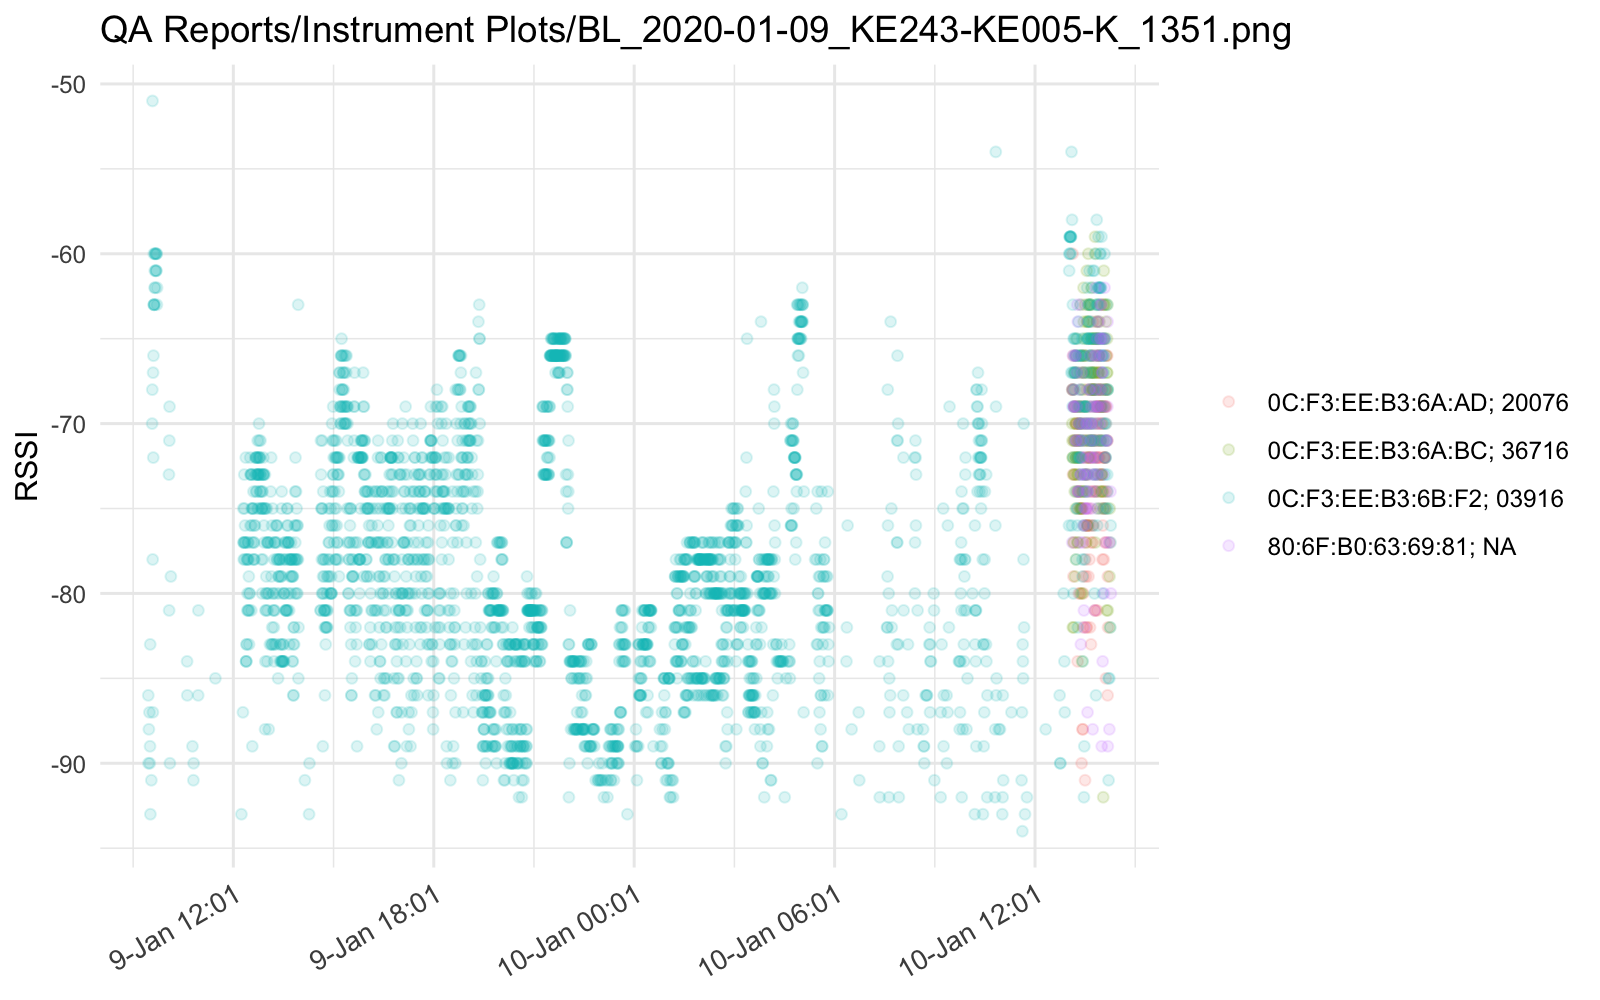 QA Reports/Instrument Plots/BL_2020-01-09_KE243-KE005-K_1351.png
-50
-60
-70
-80
-90
RSSI
9-Jan 12:01
9-Jan 18:01
10-Jan 00:01
10-Jan 06:01
10-Jan 12:01
0C:F3:EE:B3:6A:AD; 20076
0C:F3:EE:B3:6A:BC; 36716
0C:F3:EE:B3:6B:F2; 03916
80:6F:B0:63:69:81; NA